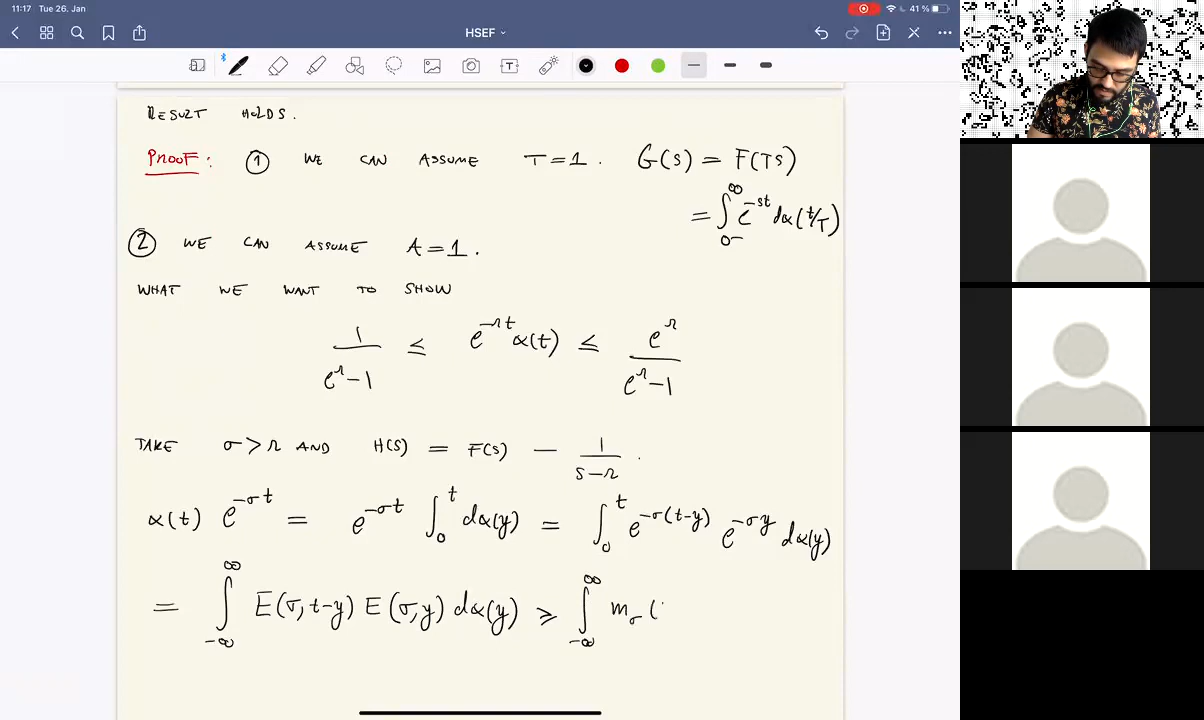 11:17 Tue 26. Jan
41 %
HSEF
RESULT HOLDS.
PROOF: ① WE CAN ASSUME T=1. G(s) = F(Ts)
= ∫_{0-}^{∞} e^{-st} dα(t/T)
② WE CAN ASSUME A=1.
WHAT WE WANT TO SHOW
1/(e^r - 1) ≤ e^{-rt} α(t) ≤ e^r/(e^r - 1)
TAKE σ > r AND H(s) = F(s) - 1/(s-r).
α(t) e^{-σt} = e^{-σt} ∫_0^t dα(y) = ∫_0^t e^{-σ(t-y)} e^{-σy} dα(y)
= ∫_{-∞}^{∞} E(σ, t-y) E(σ, y) dα(y) ≥ ∫_{-∞}^{∞} m_σ (